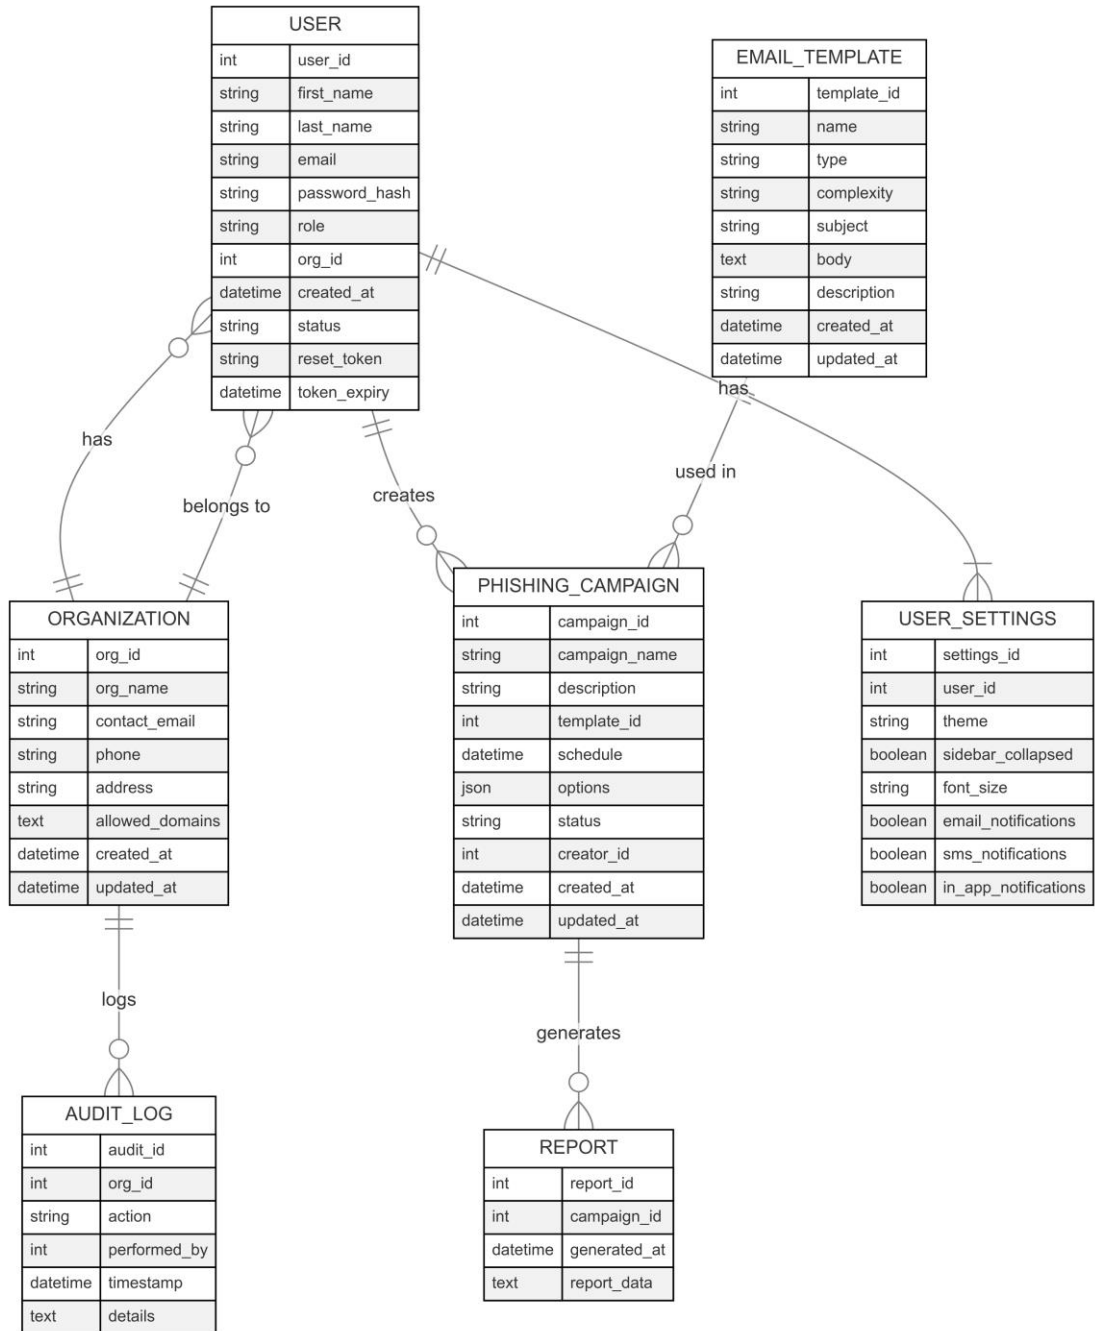 USER
int user_id
string first_name
string last_name
string email
string password_hash
string role
int org_id
datetime created_at
string status
string reset_token
datetime token_expiry
EMAIL_TEMPLATE
int template_id
string name
string type
string complexity
string subject
text body
string description
datetime created_at
datetime updated_at
has
has
used in
creates
belongs to
ORGANIZATION
int org_id
string org_name
string contact_email
string phone
string address
text allowed_domains
datetime created_at
datetime updated_at
PHISHING_CAMPAIGN
int campaign_id
string campaign_name
string description
int template_id
datetime schedule
json options
string status
int creator_id
datetime created_at
datetime updated_at
USER_SETTINGS
int settings_id
int user_id
string theme
boolean sidebar_collapsed
string font_size
boolean email_notifications
boolean sms_notifications
boolean in_app_notifications
logs
generates
AUDIT_LOG
int audit_id
int org_id
string action
int performed_by
datetime timestamp
text details
REPORT
int report_id
int campaign_id
datetime generated_at
text report_data